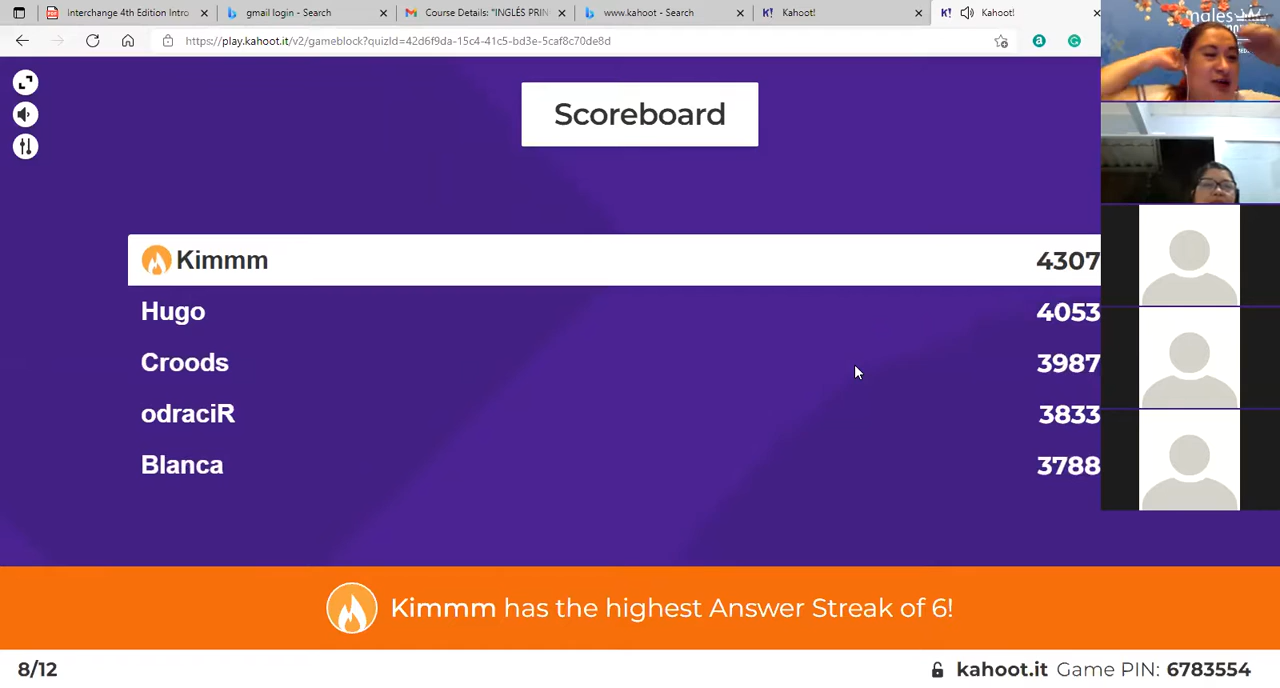 interchange 4th Edition Intro
gmail login - Search
Course Details: "INGLÉS PRIN
www.kahoot - Search
K! Kahoot!
K! Kahoot!
https://play.kahoot.it/v2/gameblock?quizId=42d6f9da-15c4-41c5-bd3e-5caf8c70de8d
Scoreboard
Kimmm 4307
Hugo 4053
Croods 3987
odraciR 3833
Blanca 3788
Kimmm has the highest Answer Streak of 6!
8/12
kahoot.it Game PIN: 6783554